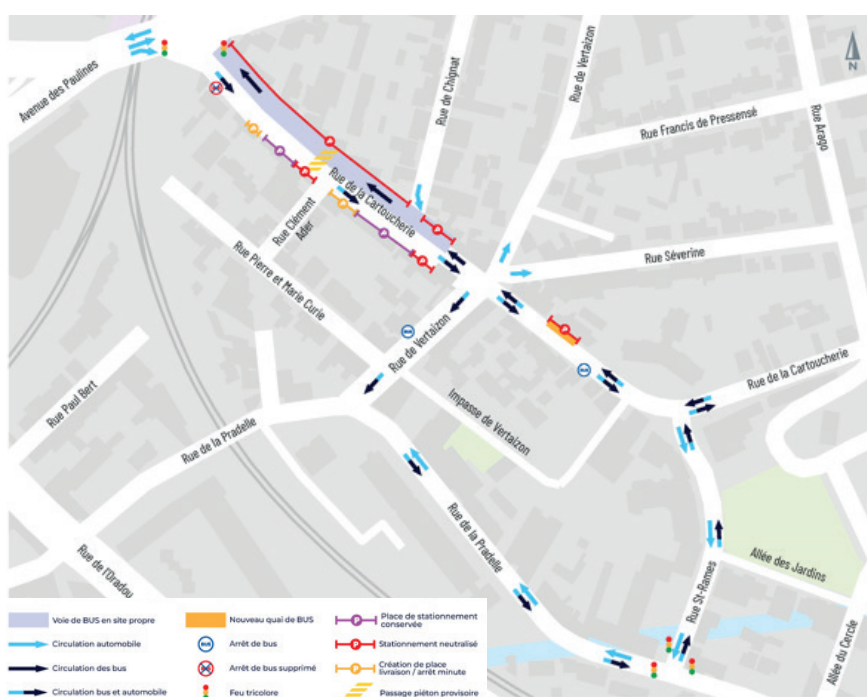 Avenue des Paulines
Rue de Chignat
Rue de Vertaizon
Rue Francis de Pressensé
Rue Arago
N
Rue de la Cartoucherie
Rue Clément
Ader
Rue Pierre et Marie Curie
Rue Séverine
Rue de Vertaizon
BUS
BUS
Rue de la Cartoucherie
Rue Paul Bert
Rue de la Pradelle
Impasse de Vertaizon
Rue de la Pradelle
Rue de l'Oradou
Rue St-Rames
Allée des Jardins
Allée du Cercle
P
P
P
P
P
P
P
P
P
Voie de BUS en site propre
Nouveau quai de BUS
P
Place de stationnement
conservée
Circulation automobile
BUS
Arrêt de bus
P
Stationnement neutralisé
Circulation des bus
Arrêt de bus supprimé
P
Création de place
livraison / arrêt minute
Circulation bus et automobile
Feu tricolore
Passage piéton provisoire